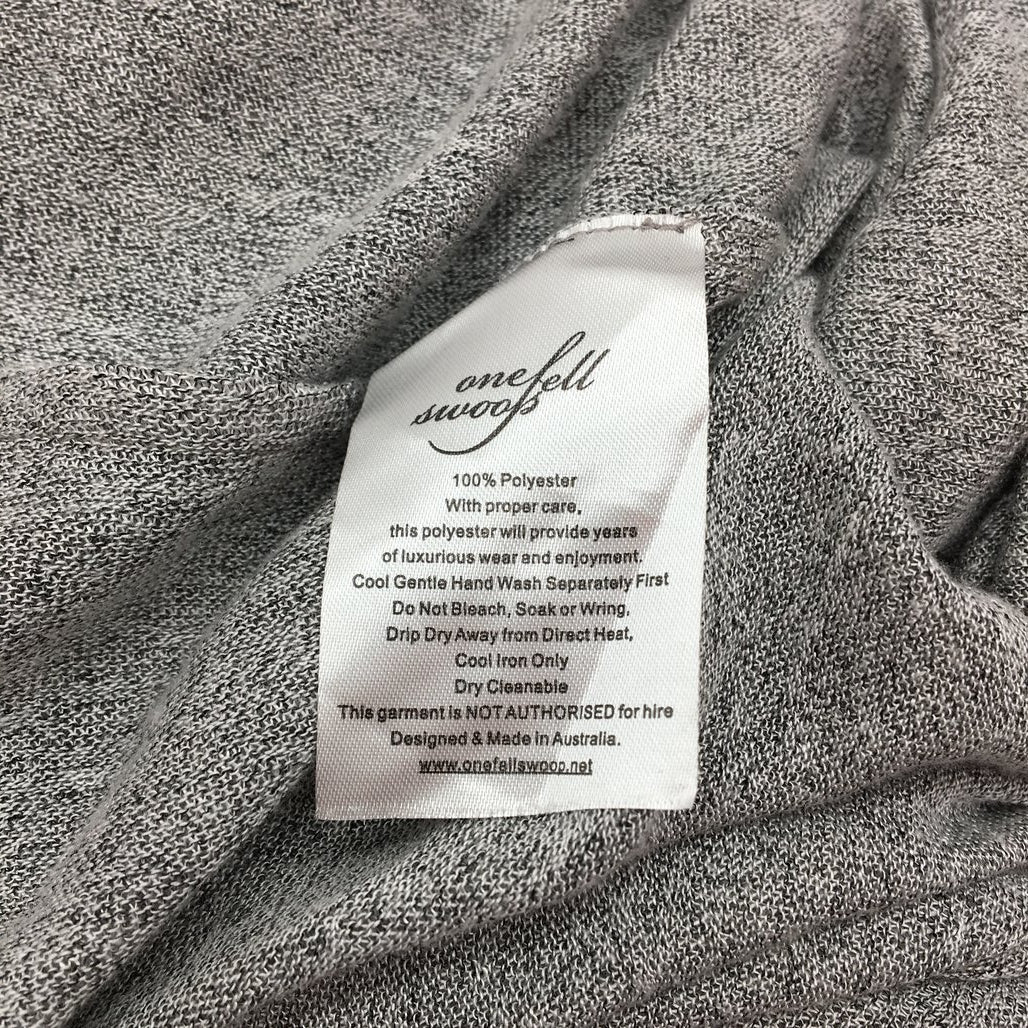 one fell
swoop
100% Polyester
With proper care,
this polyester will provide years
of luxurious wear and enjoyment.
Cool Gentle Hand Wash Separately First
Do Not Bleach, Soak or Wring,
Drip Dry Away from Direct Heat,
Cool Iron Only
Dry Cleanable
This garment is NOT AUTHORISED for hire
Designed & Made in Australia.
www.onefellswoop.net